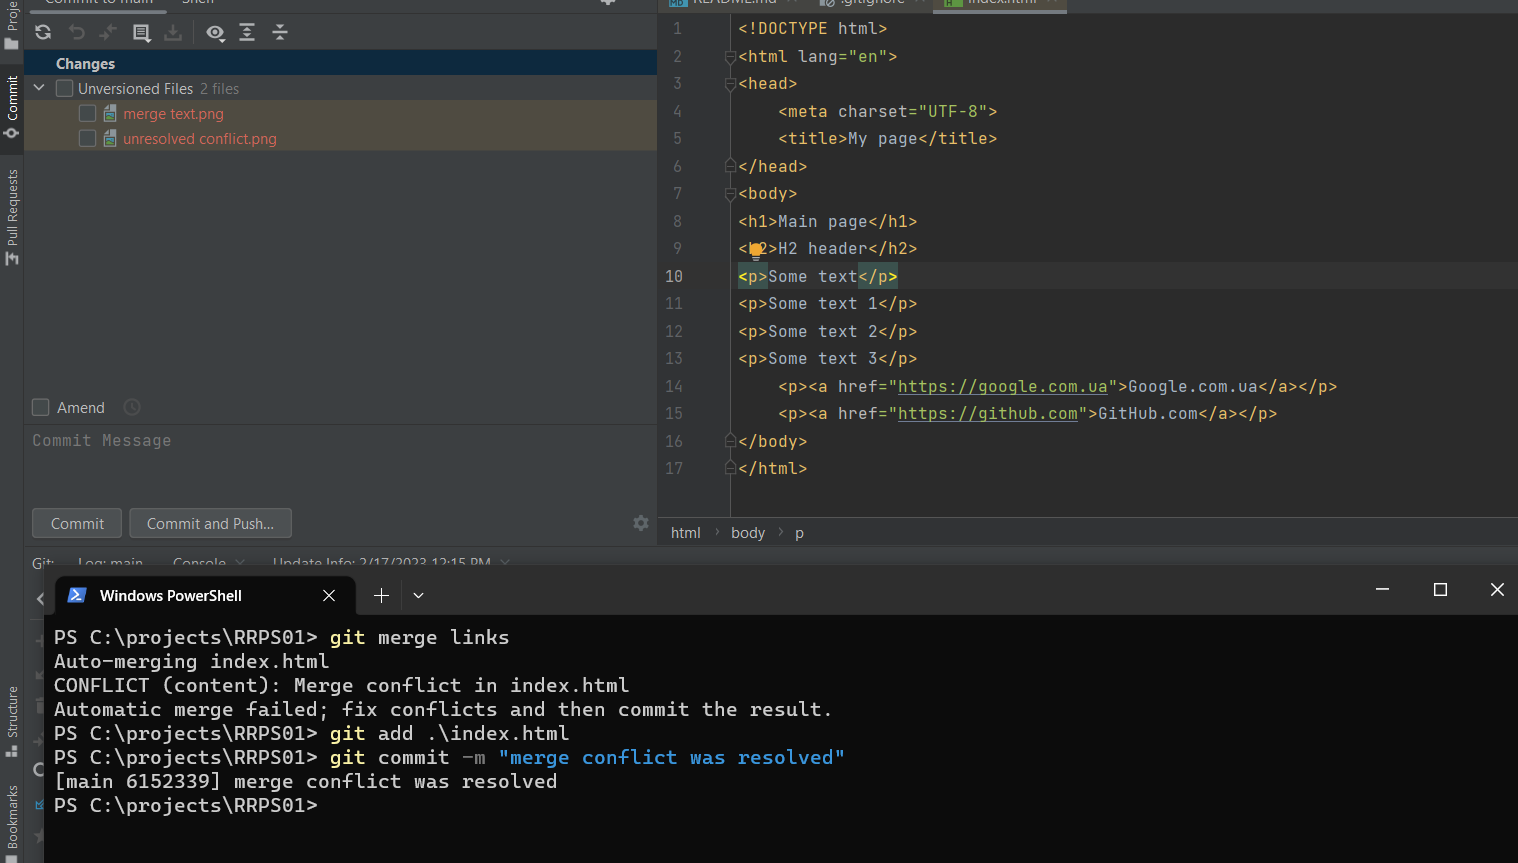 Commit to main Shell
README.md .gitignore index.html
Proje
Commit
Pull Requests
Structure
Bookmarks
Changes
Unversioned Files 2 files
merge text.png
unresolved conflict.png
Amend
Commit Message
Commit
Commit and Push...
1 <!DOCTYPE html>
2 <html lang="en">
3 <head>
4 <meta charset="UTF-8">
5 <title>My page</title>
6 </head>
7 <body>
8 <h1>Main page</h1>
9 <h2>H2 header</h2>
10 <p>Some text</p>
11 <p>Some text 1</p>
12 <p>Some text 2</p>
13 <p>Some text 3</p>
14 <p><a href="https://google.com.ua">Google.com.ua</a></p>
15 <p><a href="https://github.com">GitHub.com</a></p>
16 </body>
17 </html>
html › body › p
Git: Log: main Console Update Info: 2/17/2023 12:15 PM
Windows PowerShell
PS C:\projects\RRPS01> git merge links
Auto-merging index.html
CONFLICT (content): Merge conflict in index.html
Automatic merge failed; fix conflicts and then commit the result.
PS C:\projects\RRPS01> git add .\index.html
PS C:\projects\RRPS01> git commit -m "merge conflict was resolved"
[main 6152339] merge conflict was resolved
PS C:\projects\RRPS01>